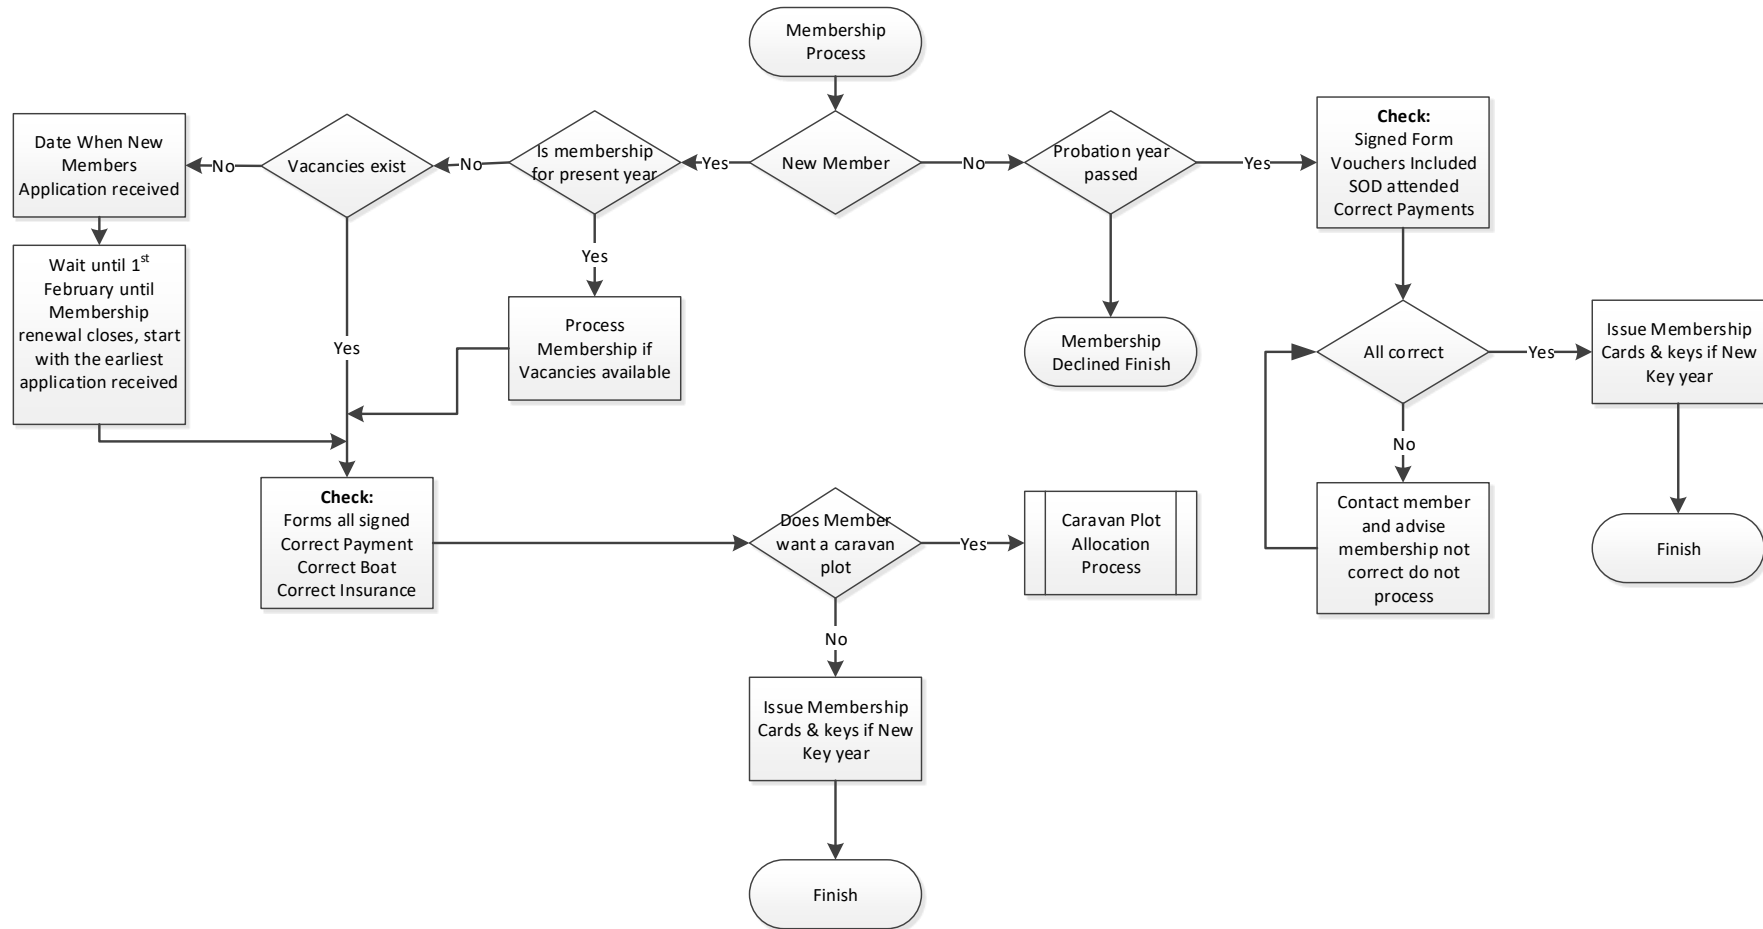 Membership
Process
Date When New
Members
Application received
No
Vacancies exist
No
Is membership
for present year
Yes
New Member
No
Probation year
passed
Yes
Check:
Signed Form
Vouchers Included
SOD attended
Correct Payments
Wait until 1st
February until
Membership
renewal closes, start
with the earliest
application received
Yes
Yes
Process
Membership if
Vacancies available
Membership
Declined Finish
All correct
Yes
Issue Membership
Cards & keys if New
Key year
No
Check:
Forms all signed
Correct Payment
Correct Boat
Correct Insurance
Does Member
want a caravan
plot
Yes
Caravan Plot
Allocation
Process
Contact member
and advise
membership not
correct do not
process
Finish
No
Issue Membership
Cards & keys if New
Key year
Finish